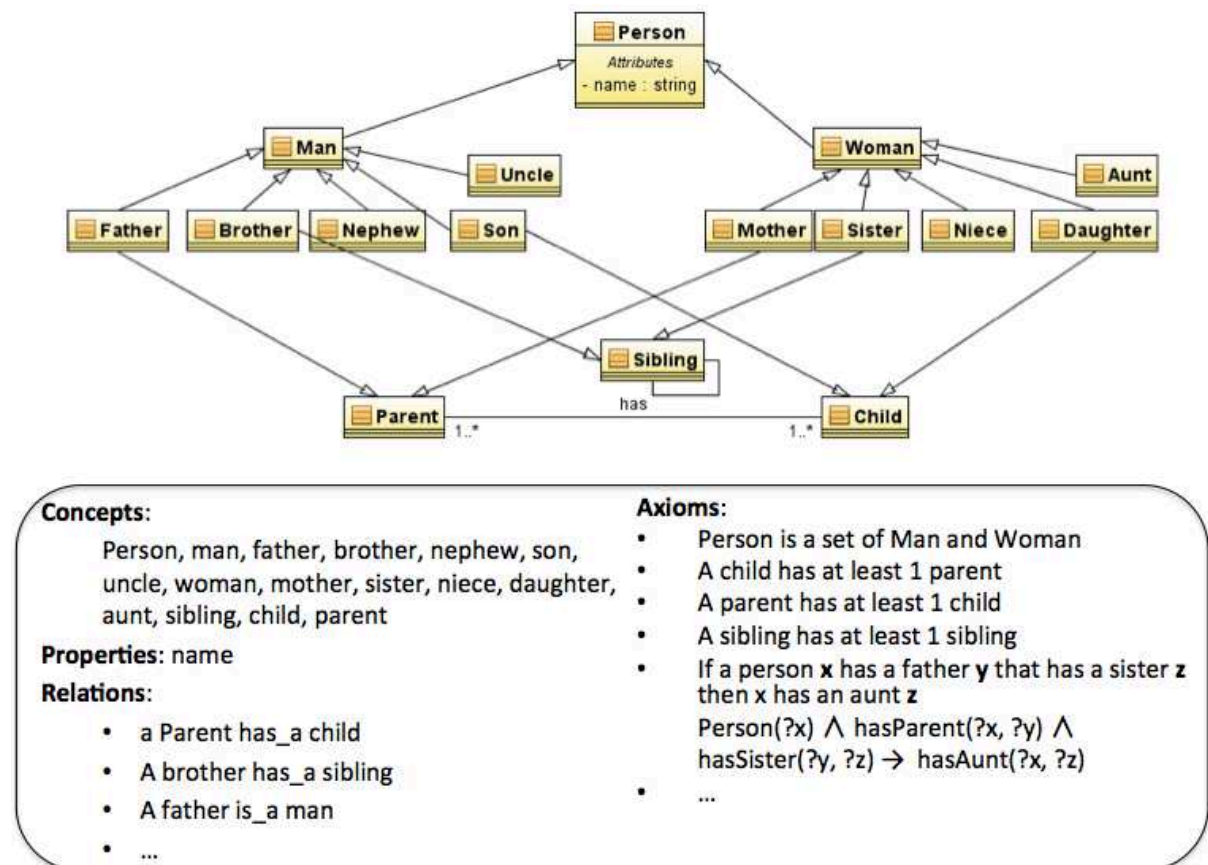 Person
Attributes
- name : string
Man
Woman
Uncle
Aunt
Father
Brother
Nephew
Son
Mother
Sister
Niece
Daughter
Sibling
has
Parent
1..*
1..*
Child
Concepts:
Person, man, father, brother, nephew, son,
uncle, woman, mother, sister, niece, daughter,
aunt, sibling, child, parent
Properties: name
Relations:
• a Parent has_a child
• A brother has_a sibling
• A father is_a man
• ...
Axioms:
• Person is a set of Man and Woman
• A child has at least 1 parent
• A parent has at least 1 child
• A sibling has at least 1 sibling
• If a person x has a father y that has a sister z
then x has an aunt z
Person(?x) ∧ hasParent(?x, ?y) ∧
hasSister(?y, ?z) → hasAunt(?x, ?z)
• ...